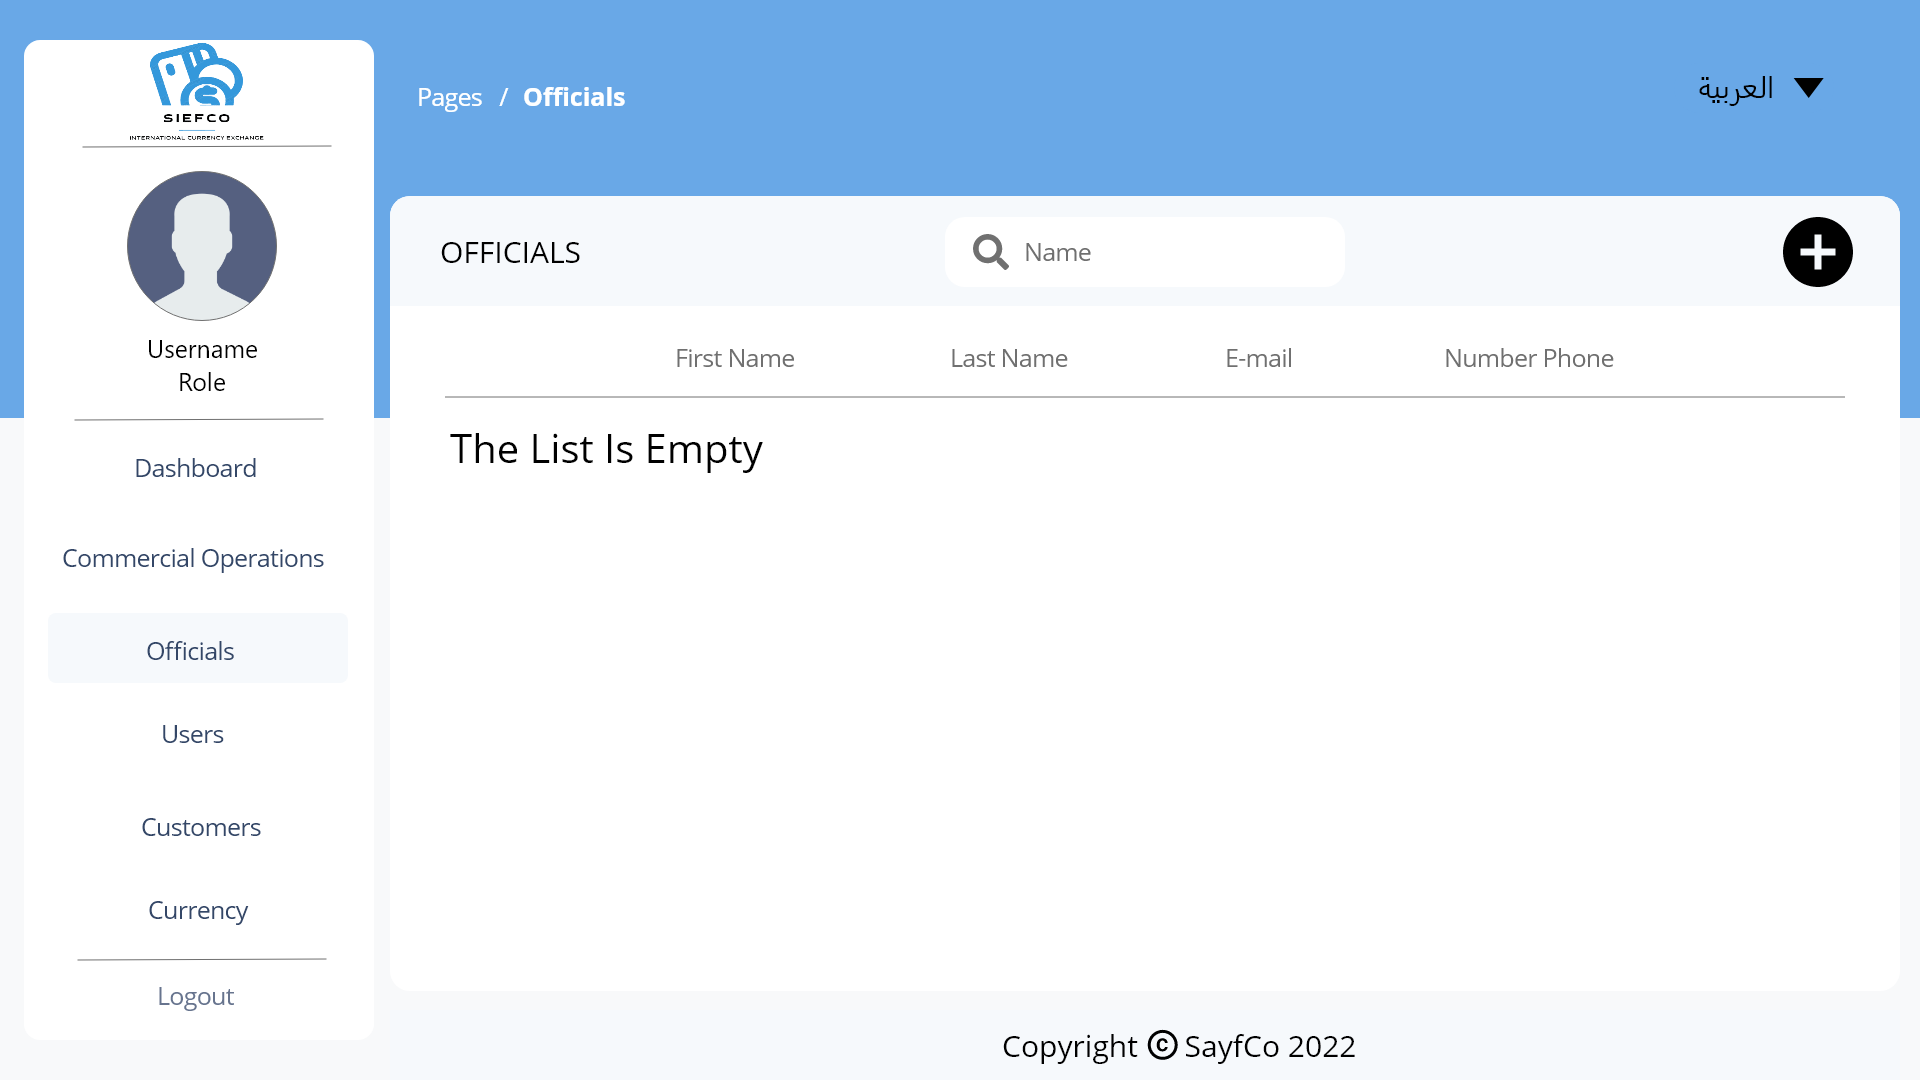 SIEFCO
INTERNATIONAL CURRENCY EXCHANGE
Username
Role
Dashboard
Commercial Operations
Officials
Users
Customers
Currency
Logout
Pages / Officials
العربية
OFFICIALS
Name
First Name Last Name E-mail Number Phone
The List Is Empty
Copyright © SayfCo 2022